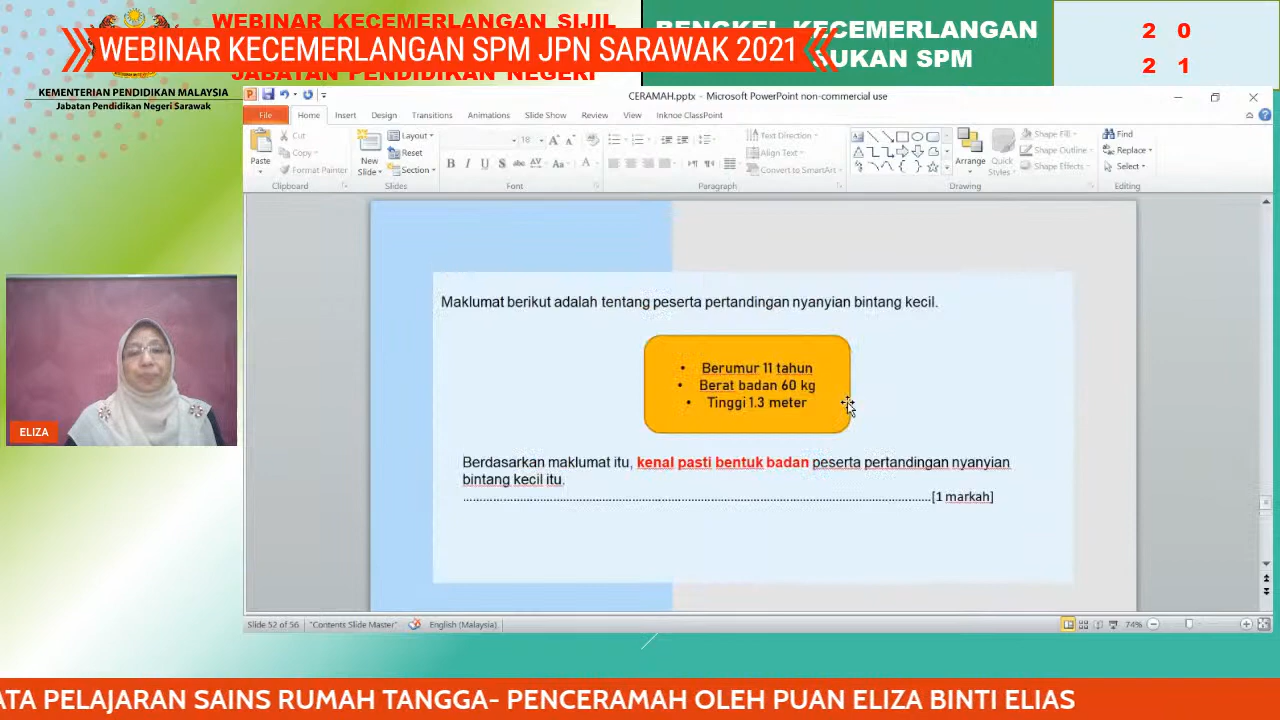 WEBINAR KECEMERLANGAN SIJIL
WEBINAR KECEMERLANGAN SPM JPN SARAWAK 2021
JABATAN PENDIDIKAN NEGERI
KEMENTERIAN PENDIDIKAN MALAYSIA
Jabatan Pendidikan Negeri Sarawak
BENGKEL KECEMERLANGAN
SUKAN SPM
2 0
2 1
CERAMAH.pptx - Microsoft PowerPoint non-commercial use
File Home Insert Design Transitions Animations Slide Show Review View Inknoe ClassPoint
Paste
Cut
Copy
Format Painter
Clipboard
New
Slide
Layout
Reset
Section
Slides
18
Font
Text Direction
Align Text
Convert to SmartArt
Paragraph
Arrange
Quick
Styles
Shape Fill
Shape Outline
Shape Effects
Drawing
Find
Replace
Select
Editing
Maklumat berikut adalah tentang peserta pertandingan nyanyian bintang kecil.
• Berumur 11 tahun
• Berat badan 60 kg
• Tinggi 1.3 meter
Berdasarkan maklumat itu, kenal pasti bentuk badan peserta pertandingan nyanyian
bintang kecil itu.
..........................................................................................[1 markah]
ELIZA
Slide 52 of 56 "Contents Slide Master" English (Malaysia) 74%
ATA PELAJARAN SAINS RUMAH TANGGA- PENCERAMAH OLEH PUAN ELIZA BINTI ELIAS